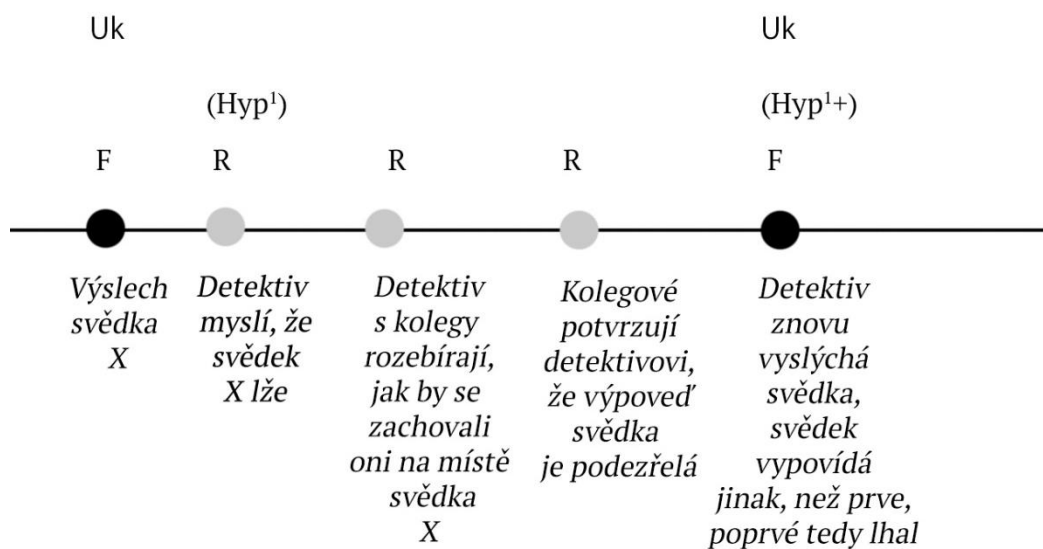 Uk Uk
(Hyp¹) (Hyp¹+)
F R R R F
Výslech
svědka
X
Detektiv
myslí, že
svědek
X lže
Detektiv
s kolegy
rozebírají,
jak by se
zachovali
oni na místě
svědka
X
Kolegové
potvrzují
detektivovi,
že výpoveď
svědka
je podezřelá
Detektiv
znovu
vyslýchá
svědka,
svědek
vypovídá
jinak, než prve,
poprvé tedy lhal